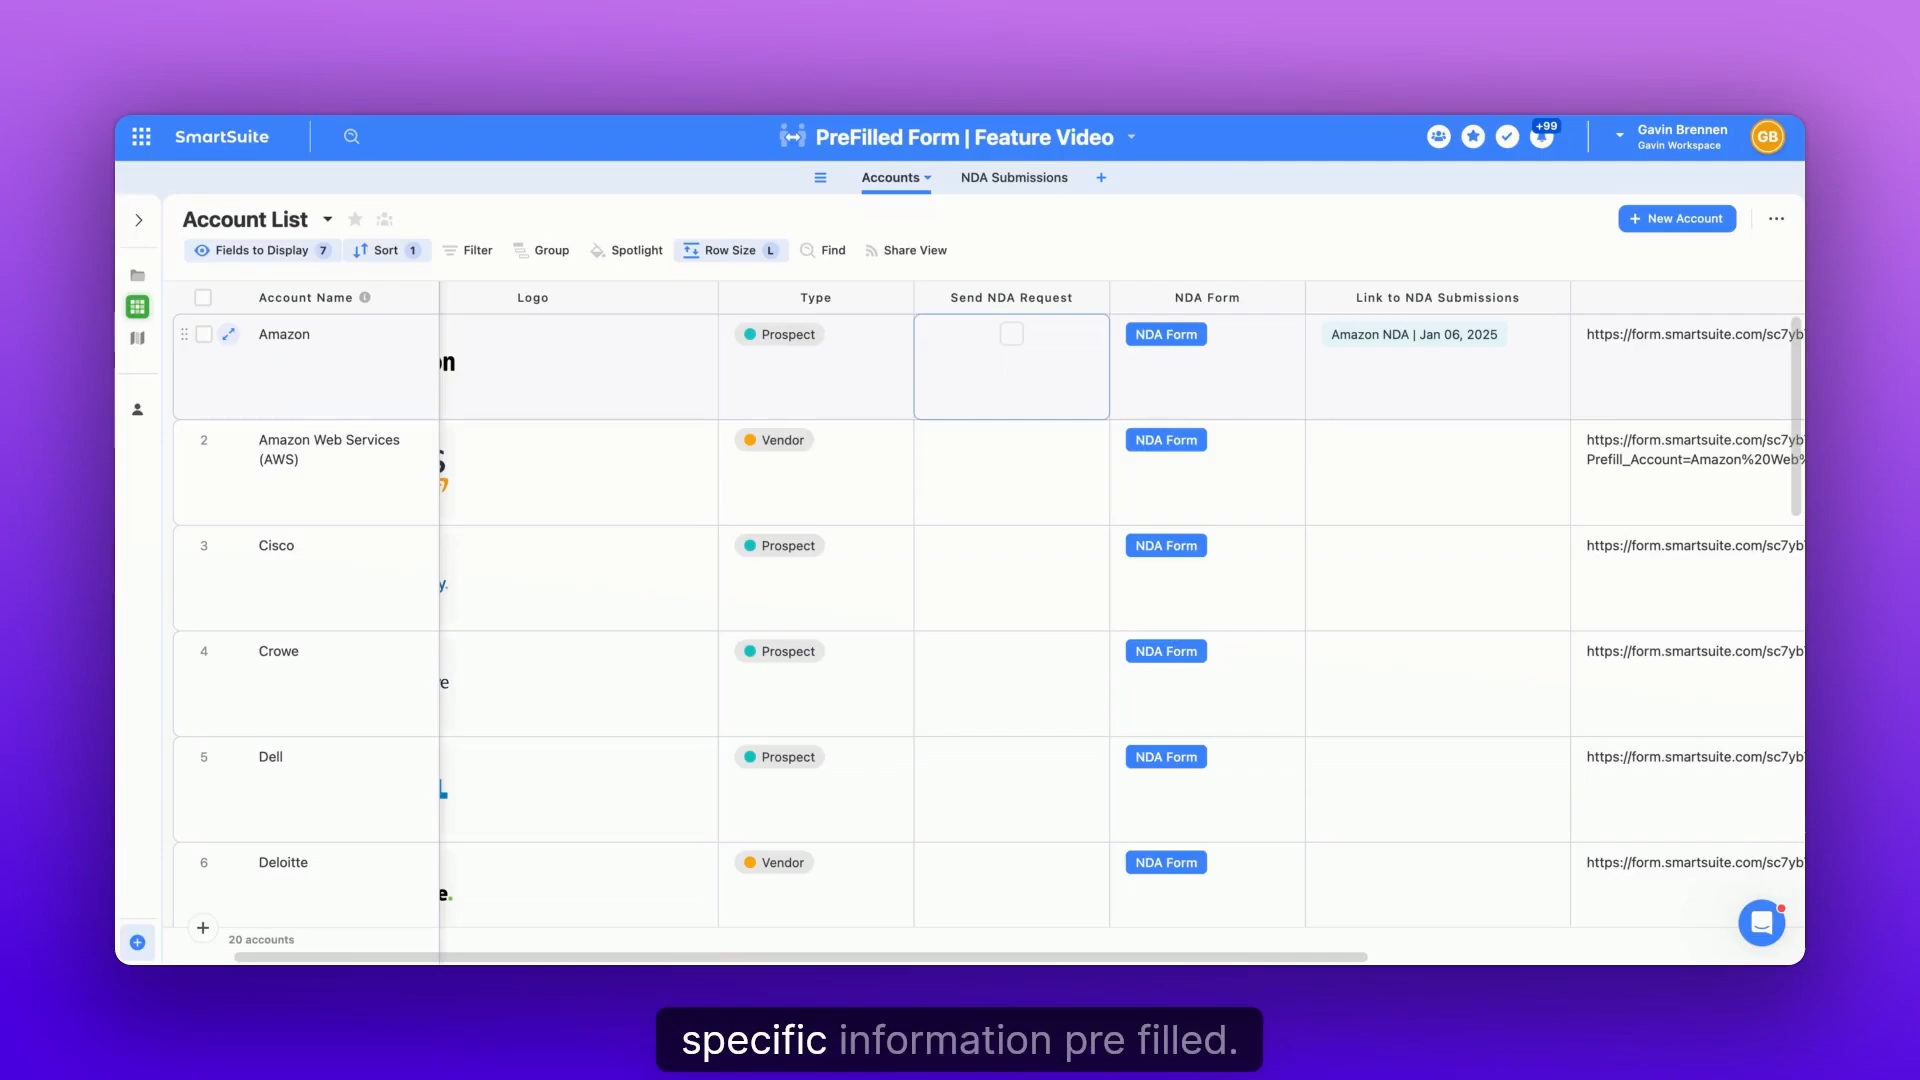 SmartSuite
PreFilled Form | Feature Video
+99
Gavin Brennen
Gavin Workspace
GB
Accounts
NDA Submissions
+
Account List
+ New Account
Fields to Display 7
Sort 1
Filter
Group
Spotlight
Row Size L
Find
Share View
Account Name
Logo
Type
Send NDA Request
NDA Form
Link to NDA Submissions
Amazon
on
Prospect
NDA Form
Amazon NDA | Jan 06, 2025
https://form.smartsuite.com/sc7yb
2
Amazon Web Services
(AWS)
Vendor
NDA Form
https://form.smartsuite.com/sc7yb
Prefill_Account=Amazon%20Web%
3
Cisco
y.
Prospect
NDA Form
https://form.smartsuite.com/sc7yb
4
Crowe
e
Prospect
NDA Form
https://form.smartsuite.com/sc7yb
5
Dell
L
Prospect
NDA Form
https://form.smartsuite.com/sc7yb
6
Deloitte
e.
Vendor
NDA Form
https://form.smartsuite.com/sc7yb
20 accounts
specific information pre filled.